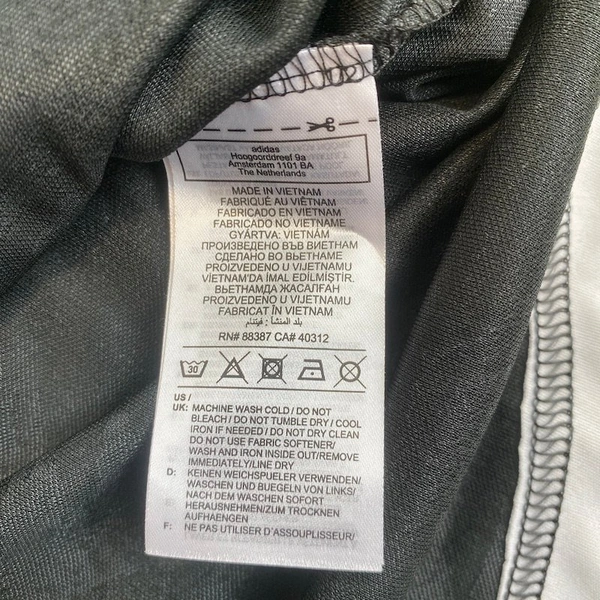 adidas
Hoogoorddreef 9a
Amsterdam 1101 BA
The Netherlands
MADE IN VIETNAM
FABRIQUÉ AU VIÊTNAM
FABRICADO EN VIETNAM
FABRICADO NO VIETNAME
GYÁRTVA: VIETNÁM
ПРОИЗВЕДЕНО ВЪВ ВИЕТНАМ
СДЕЛАНО ВО ВЬЕТНАМЕ
PROIZVEDENO U VIJETNAMU
VİETNAM'DA İMAL EDİLMİŞTİR.
ВЬЕТНАМДА ЖАСАЛҒАН
PROIZVEDENO U VIJETNAMU
FABRICAT ÎN VIETNAM
بلد المنشأ: فيتنام
RN# 88387 CA# 40312
30
US /
UK: MACHINE WASH COLD / DO NOT
BLEACH / DO NOT TUMBLE DRY / COOL
IRON IF NEEDED / DO NOT DRY CLEAN
DO NOT USE FABRIC SOFTENER/
WASH AND IRON INSIDE OUT/REMOVE
IMMEDIATELY/LINE DRY
D: KEINEN WEICHSPUELER VERWENDEN/
WASCHEN UND BUEGELN VON LINKS/
NACH DEM WASCHEN SOFORT
HERAUSNEHMEN/ZUM TROCKNEN
AUFHAENGEN
F: NE PAS UTILISER D'ASSOUPLISSEUR/